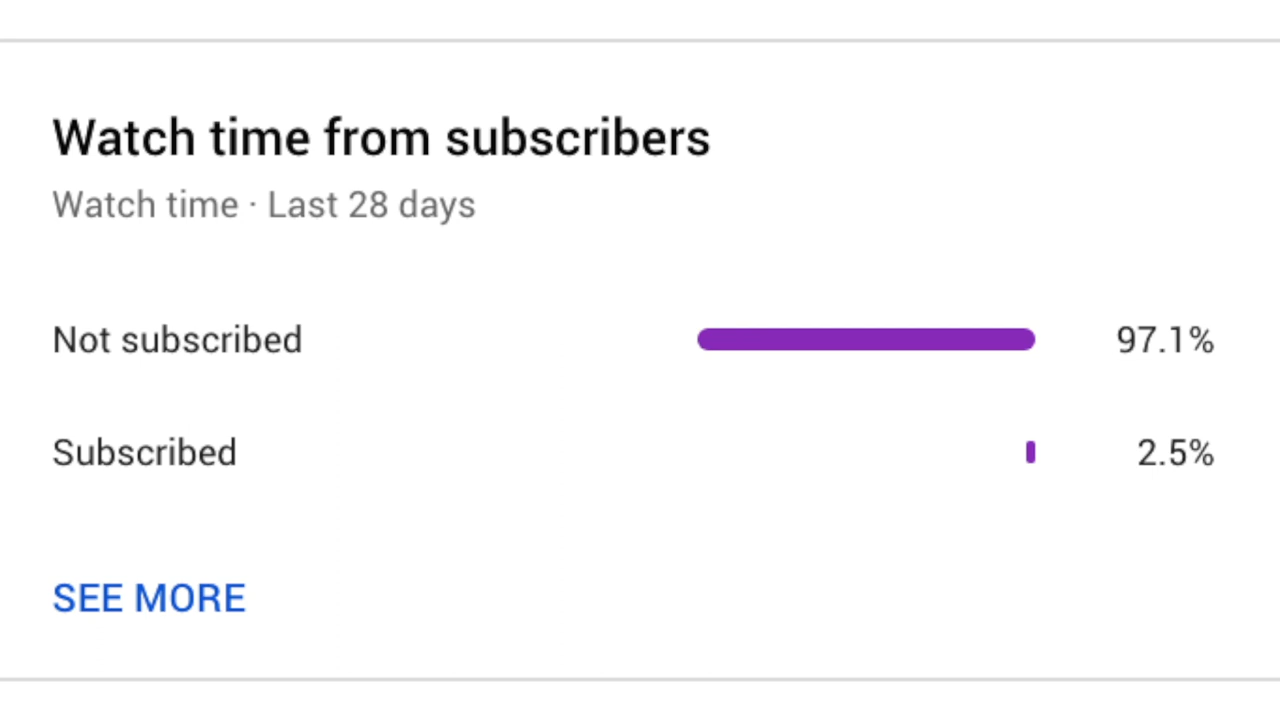 Watch time from subscribers
Watch time · Last 28 days
Not subscribed 97.1%
Subscribed 2.5%
SEE MORE